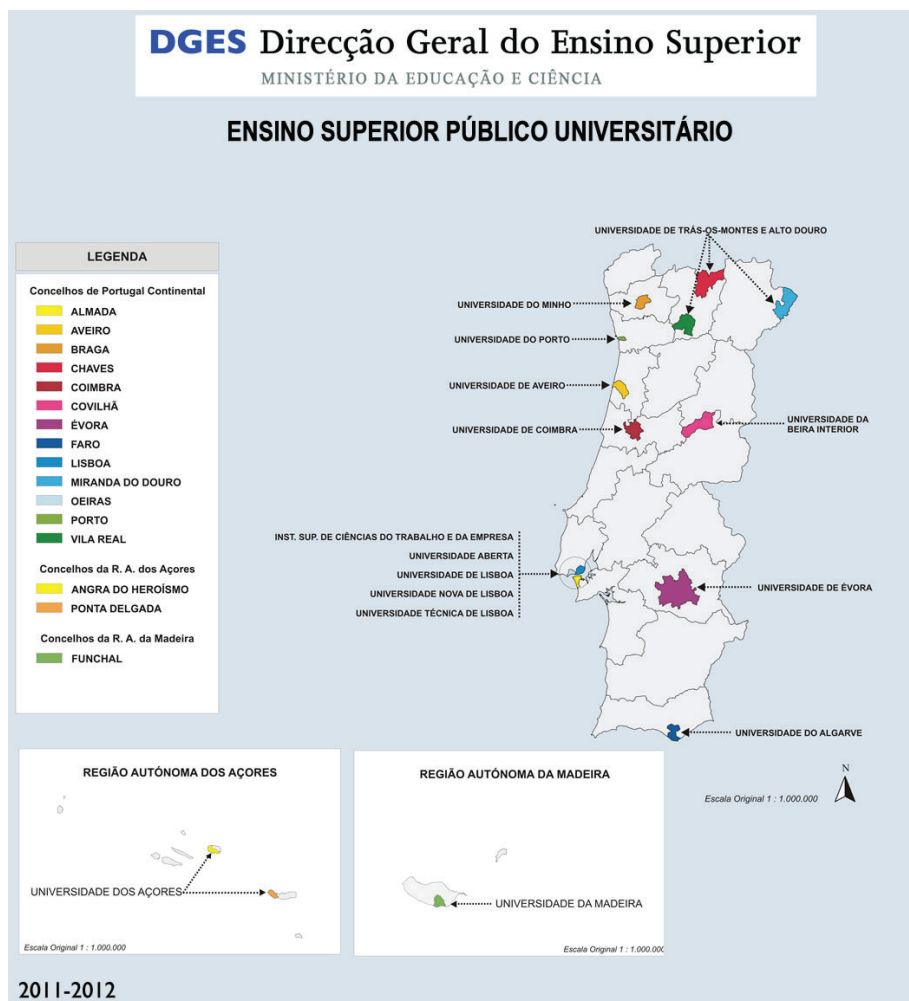 DGES Direcção Geral do Ensino Superior
MINISTÉRIO DA EDUCAÇÃO E CIÊNCIA
ENSINO SUPERIOR PÚBLICO UNIVERSITÁRIO
LEGENDA
Concelhos de Portugal Continental
ALMADA
AVEIRO
BRAGA
CHAVES
COIMBRA
COVILHÃ
ÉVORA
FARO
LISBOA
MIRANDA DO DOURO
OEIRAS
PORTO
VILA REAL
Concelhos da R. A. dos Açores
ANGRA DO HEROÍSMO
PONTA DELGADA
Concelhos da R. A. da Madeira
FUNCHAL
UNIVERSIDADE DE TRÁS-OS-MONTES E ALTO DOURO
UNIVERSIDADE DO MINHO
UNIVERSIDADE DO PORTO
UNIVERSIDADE DE AVEIRO
UNIVERSIDADE DE COIMBRA
UNIVERSIDADE DA
BEIRA INTERIOR
INST. SUP. DE CIÊNCIAS DO TRABALHO E DA EMPRESA
UNIVERSIDADE ABERTA
UNIVERSIDADE DE LISBOA
UNIVERSIDADE NOVA DE LISBOA
UNIVERSIDADE TÉCNICA DE LISBOA
UNIVERSIDADE DE ÉVORA
UNIVERSIDADE DO ALGARVE
N
Escala Original 1 : 1.000.000
REGIÃO AUTÓNOMA DOS AÇORES
UNIVERSIDADE DOS AÇORES
Escala Original 1 : 1.000.000
REGIÃO AUTÓNOMA DA MADEIRA
UNIVERSIDADE DA MADEIRA
Escala Original 1 : 1.000.000
2011-2012